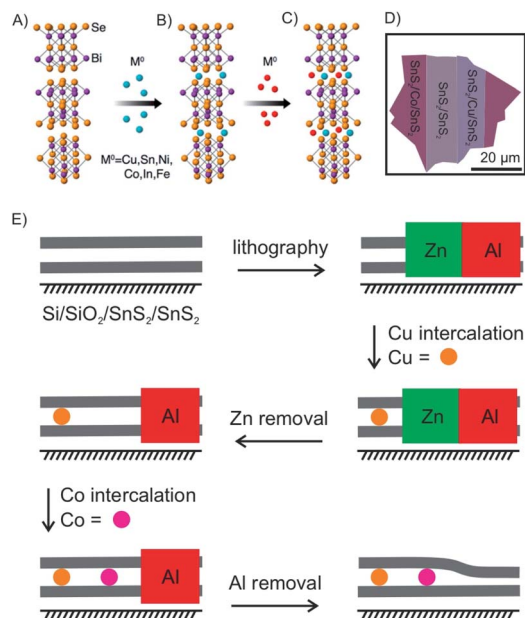 A)
Se
Bi
M⁰
M⁰=Cu,Sn,Ni,
Co,In,Fe
B)
M⁰
C)
D)
SnS₂/Co/SnS₂
SnS₂/SnS₂
SnS₂/Cu/SnS₂
20 µm
E)
Si/SiO₂/SnS₂/SnS₂
lithography
Zn
Al
Cu intercalation
Cu =
Zn
Al
Zn removal
Al
Co intercalation
Co =
Al
Al removal